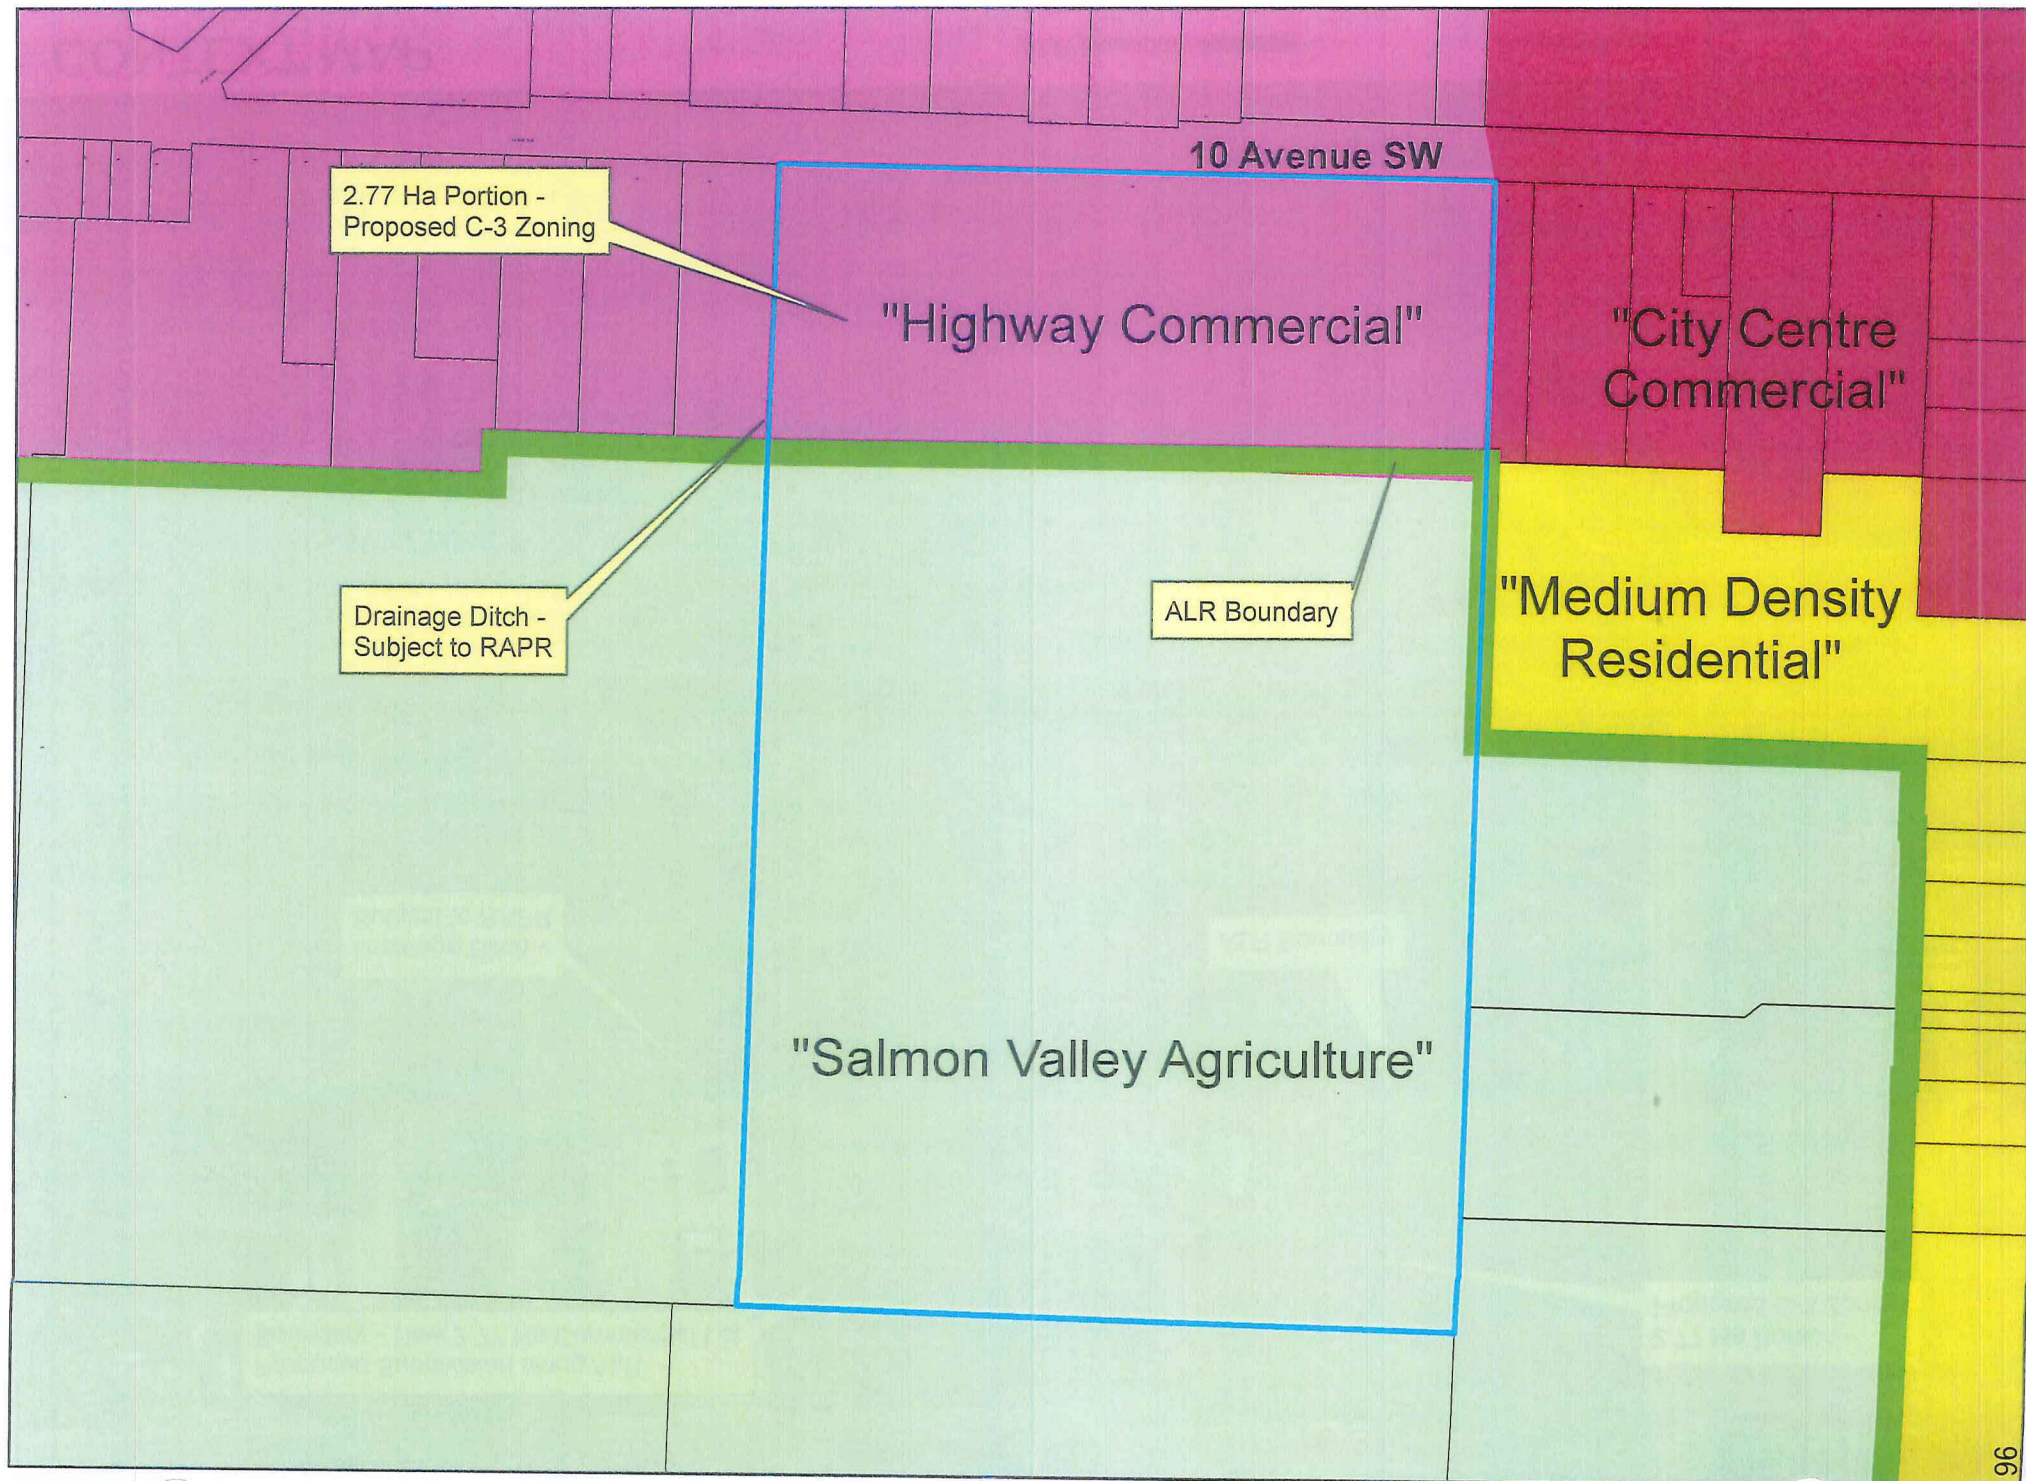 10 Avenue SW
2.77 Ha Portion -
Proposed C-3 Zoning
"Highway Commercial"
"City Centre
Commercial"
Drainage Ditch -
Subject to RAPR
ALR Boundary
"Medium Density
Residential"
"Salmon Valley Agriculture"
96